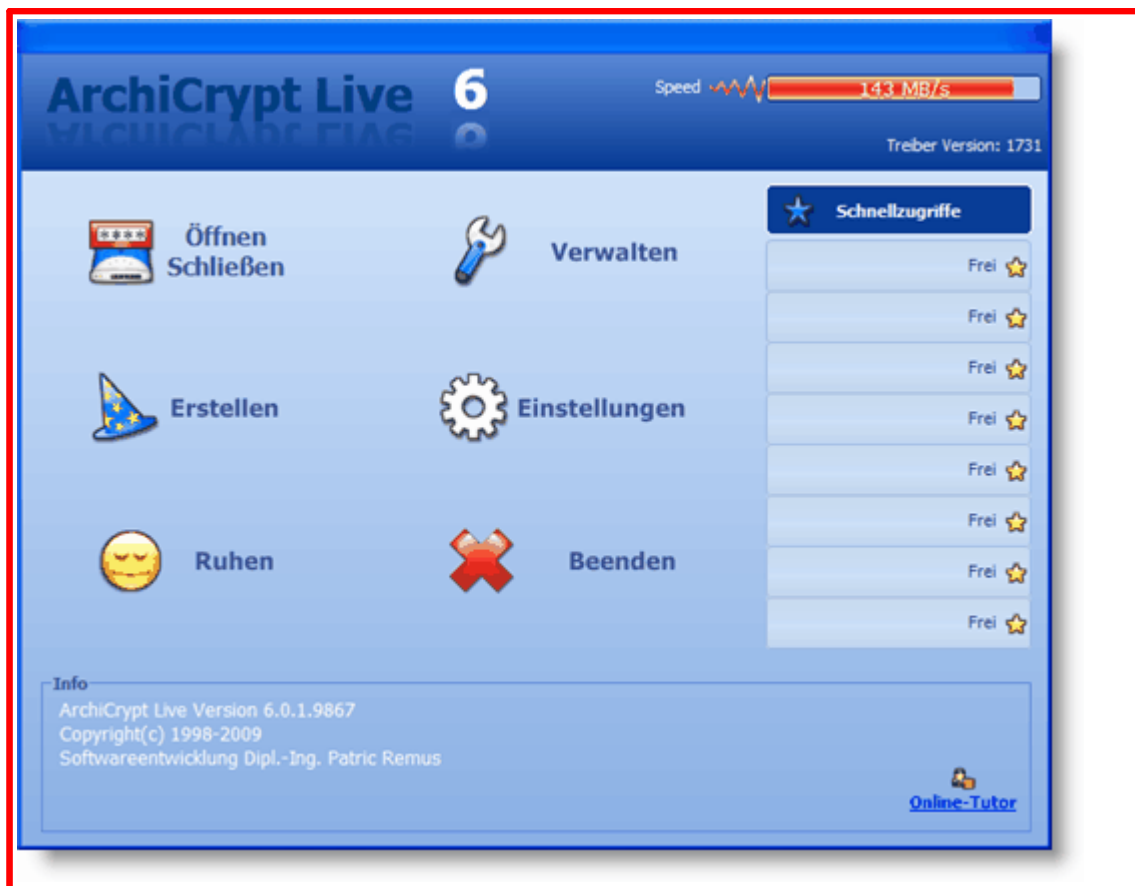 ArchiCrypt Live 6
Speed 143 MB/s
Treiber Version: 1731
Öffnen
Schließen
Verwalten
Erstellen
Einstellungen
Ruhen
Beenden
Schnellzugriffe
Frei
Frei
Frei
Frei
Frei
Frei
Frei
Frei
Info
ArchiCrypt Live Version 6.0.1.9867
Copyright(c) 1998-2009
Softwareentwicklung Dipl.-Ing. Patric Remus
Online-Tutor